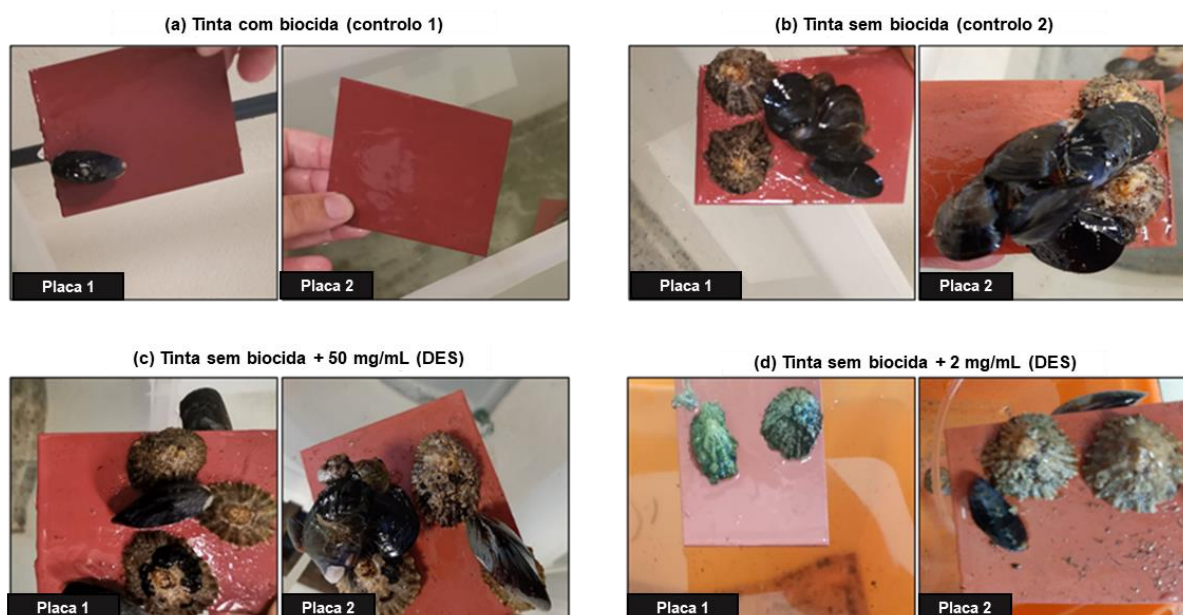 (a) Tinta com biocida (controlo 1)
Placa 1
Placa 2
(b) Tinta sem biocida (controlo 2)
Placa 1
Placa 2
(c) Tinta sem biocida + 50 mg/mL (DES)
Placa 1
Placa 2
(d) Tinta sem biocida + 2 mg/mL (DES)
Placa 1
Placa 2